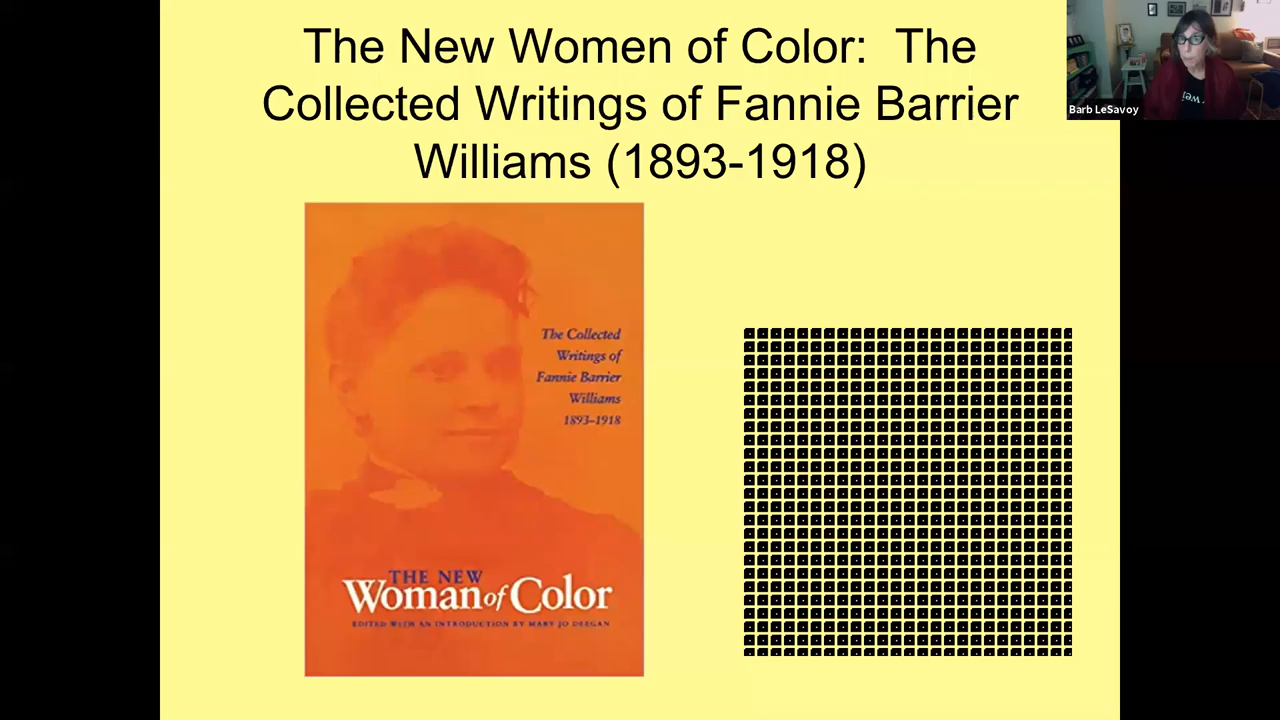 The New Women of Color:  The
Collected Writings of Fannie Barrier
Williams (1893-1918)
Barb LeSavoy
The Collected
Writings of
Fannie Barrier
Williams
1893–1918
THE NEW
Woman of Color
EDITED WITH AN INTRODUCTION BY MARY JO DEEGAN